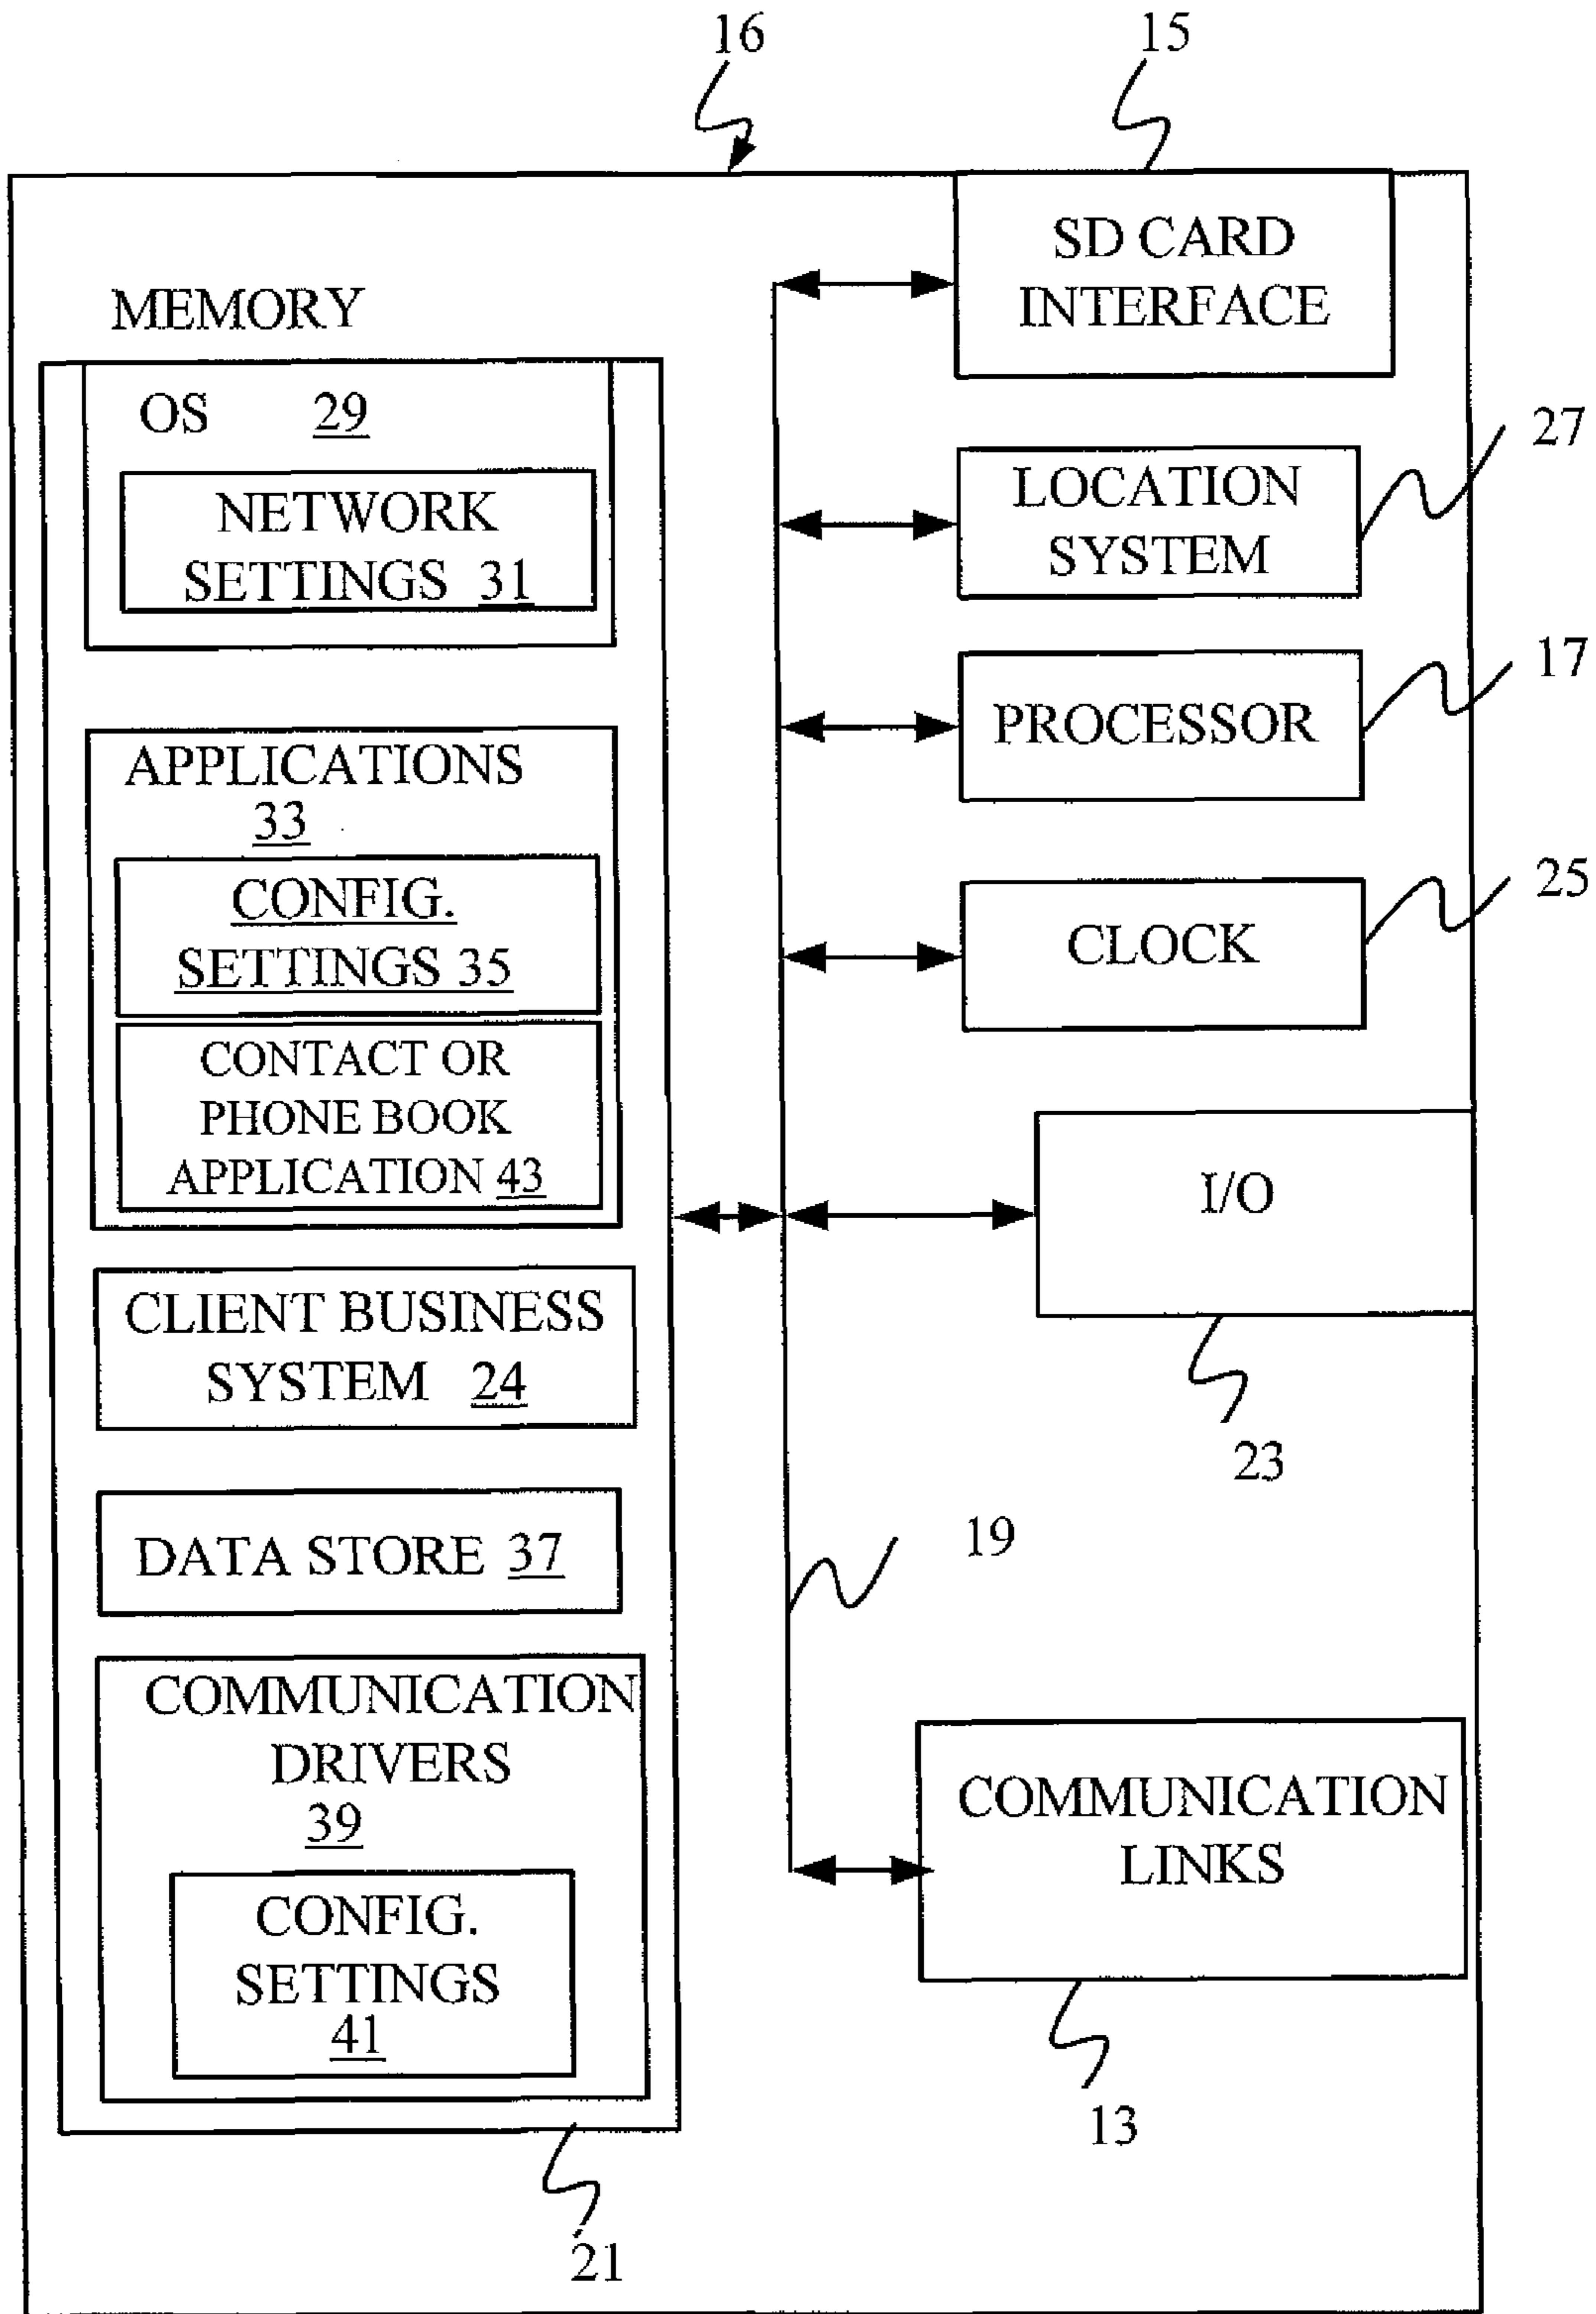 16
15
SD CARD
INTERFACE
MEMORY
OS 29
NETWORK
SETTINGS 31
27
LOCATION
SYSTEM
17
PROCESSOR
APPLICATIONS
33
CONFIG.
SETTINGS 35
25
CLOCK
CONTACT OR
PHONE BOOK
APPLICATION 43
I/O
23
CLIENT BUSINESS
SYSTEM 24
DATA STORE 37
19
COMMUNICATION
DRIVERS
39
CONFIG.
SETTINGS
41
COMMUNICATION
LINKS
13
21